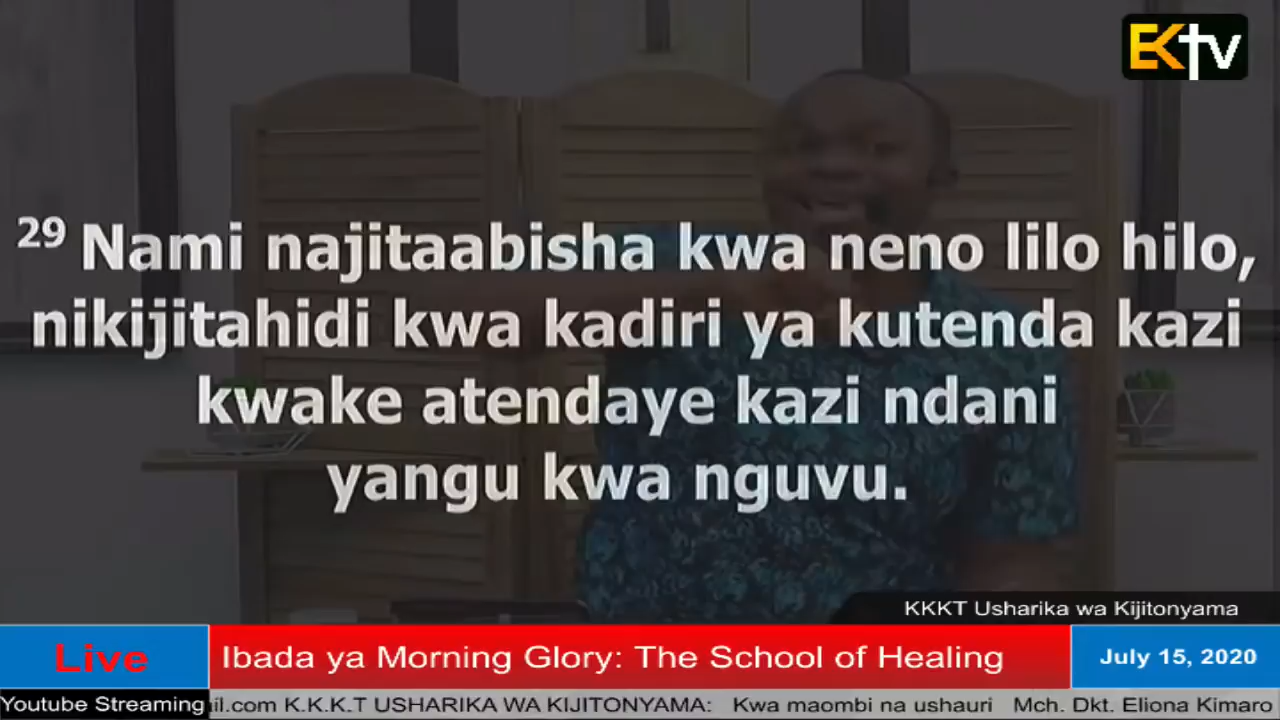 EKTV
29 Nami najitaabisha kwa neno lilo hilo,
nikijitahidi kwa kadiri ya kutenda kazi
kwake atendaye kazi ndani
yangu kwa nguvu.
KKKT Usharika wa Kijitonyama
Live
Ibada ya Morning Glory: The School of Healing
July 15, 2020
Youtube Streaming
il.com K.K.K.T USHARIKA WA KIJITONYAMA: Kwa maombi na ushauri Mch. Dkt. Eliona Kimaro